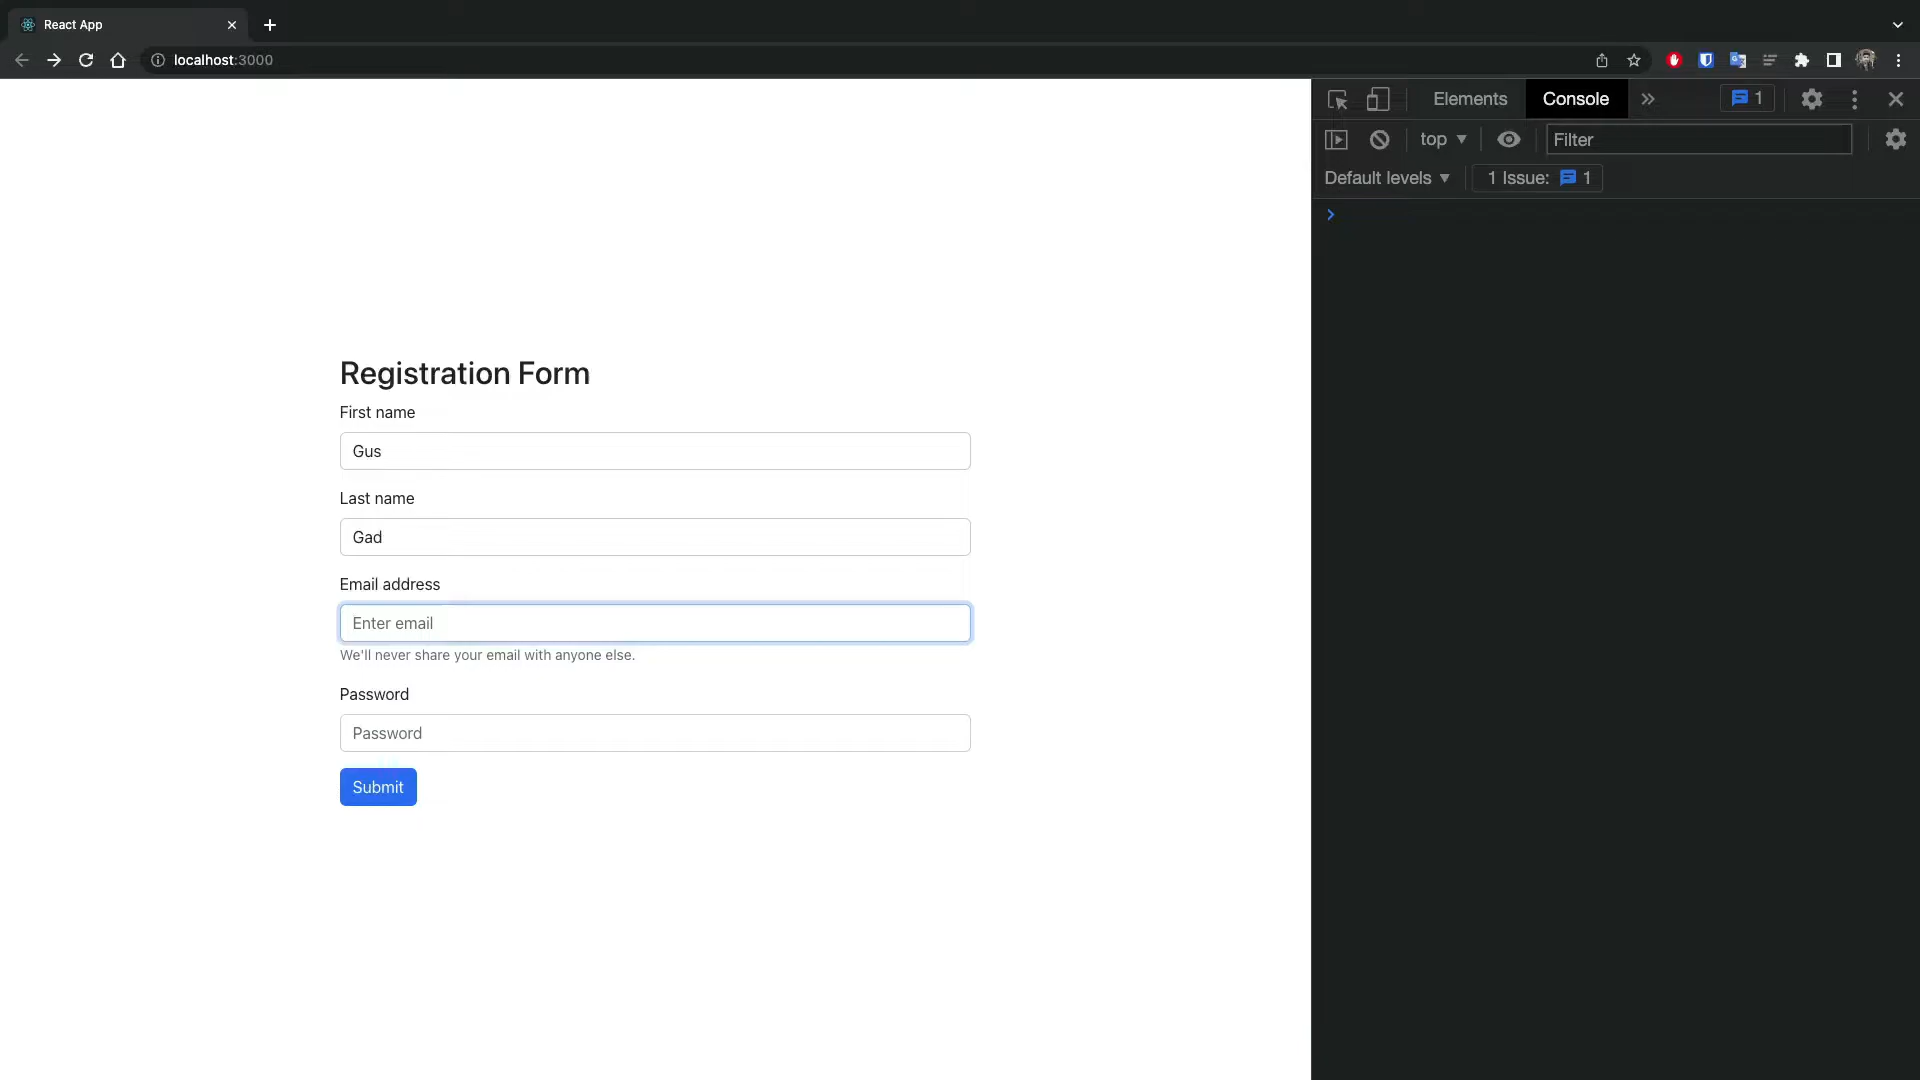 React App
localhost:3000
Elements
Console
1
top
Filter
Default levels
1 Issue: 1
Registration Form
First name
Gus
Last name
Gad
Email address
Enter email
We'll never share your email with anyone else.
Password
Password
Submit